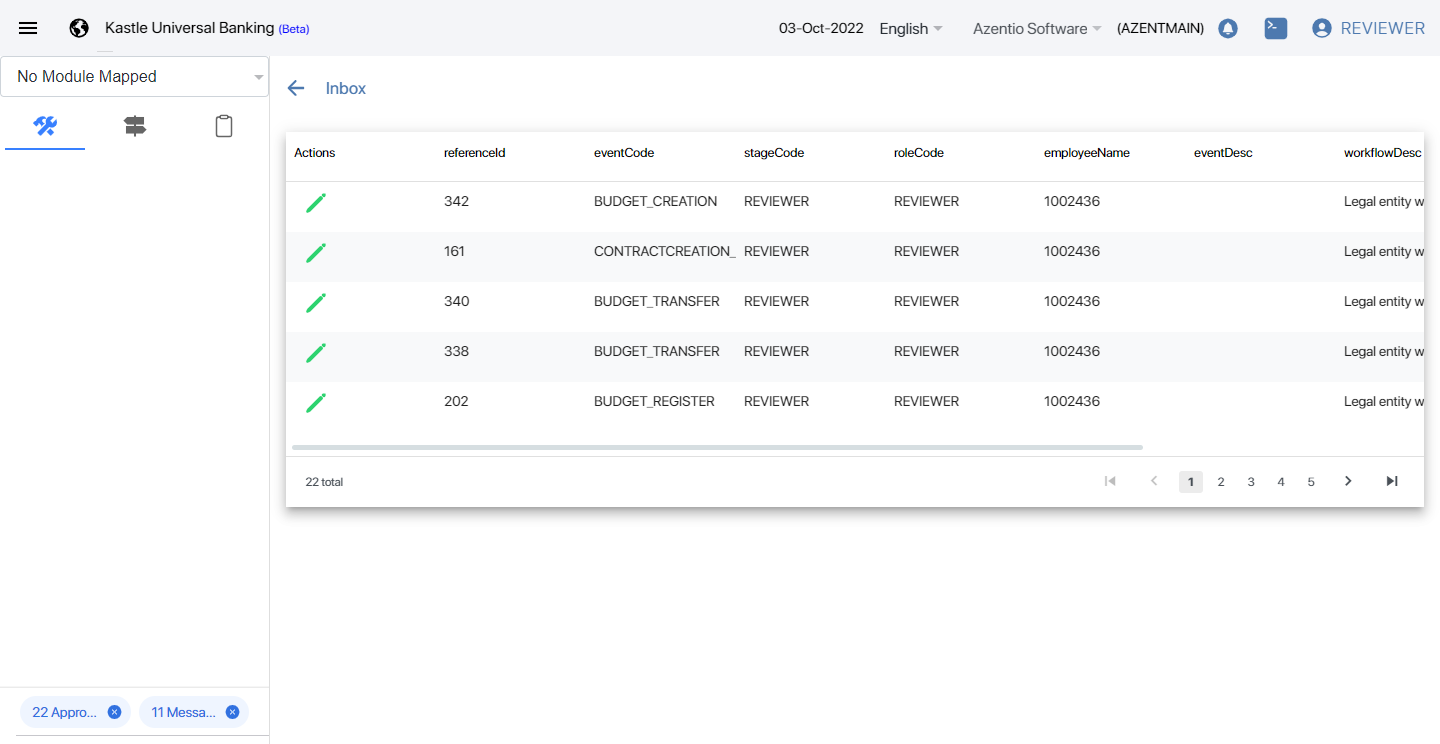 Kastle Universal Banking (Beta) 03-Oct-2022 English Azentio Software (AZENTMAIN) REVIEWER
No Module Mapped
Inbox
Actions referenceId eventCode stageCode roleCode employeeName eventDesc workflowDesc
342 BUDGET_CREATION REVIEWER REVIEWER 1002436 Legal entity w
161 CONTRACTCREATION_ REVIEWER REVIEWER 1002436 Legal entity w
340 BUDGET_TRANSFER REVIEWER REVIEWER 1002436 Legal entity w
338 BUDGET_TRANSFER REVIEWER REVIEWER 1002436 Legal entity w
202 BUDGET_REGISTER REVIEWER REVIEWER 1002436 Legal entity w
22 total 1 2 3 4 5
22 Appro... 11 Messa...